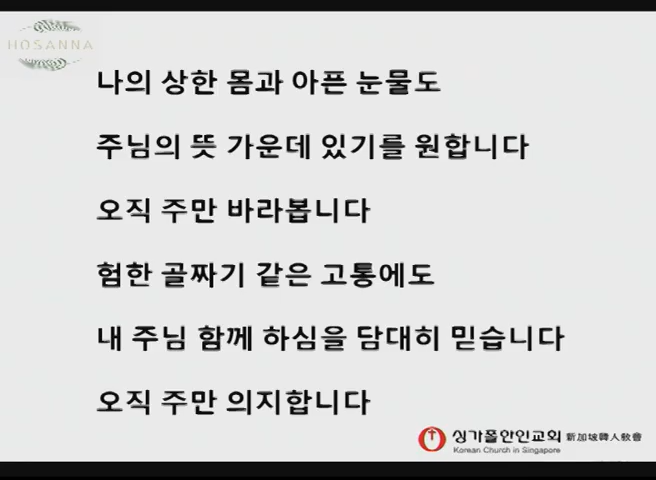 HOSANNA
나의 상한 몸과 아픈 눈물도
주님의 뜻 가운데 있기를 원합니다
오직 주만 바라봅니다
험한 골짜기 같은 고통에도
내 주님 함께 하심을 담대히 믿습니다
오직 주만 의지합니다
싱가폴한인교회 新加坡韓人敎會
Korean Church in Singapore